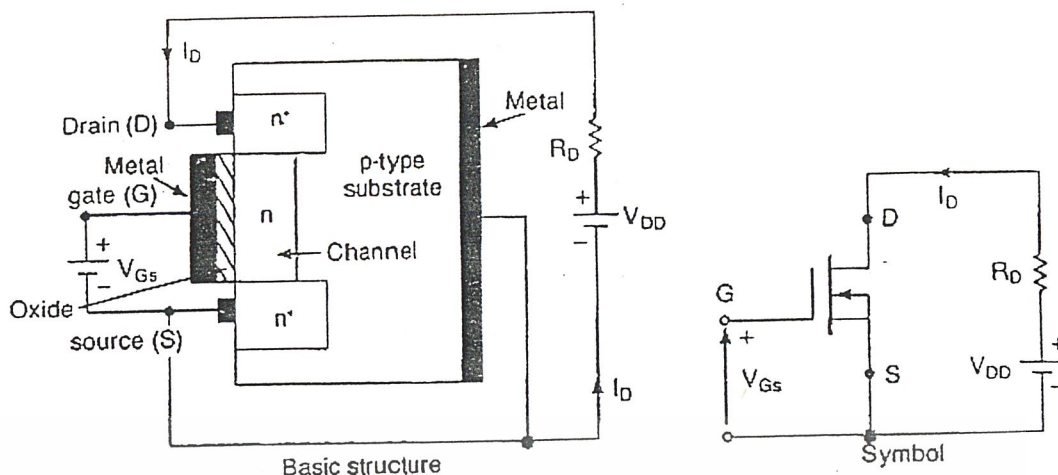 I_D
Metal
Drain (D)
n⁺
R_D
p-type
substrate
Metal
gate (G)
n
+
V_DD
−
Channel
+
V_Gs
−
Oxide
n⁺
source (S)
I_D
Basic structure
I_D
D
R_D
G
+
V_Gs
S
V_DD
+
−
Symbol